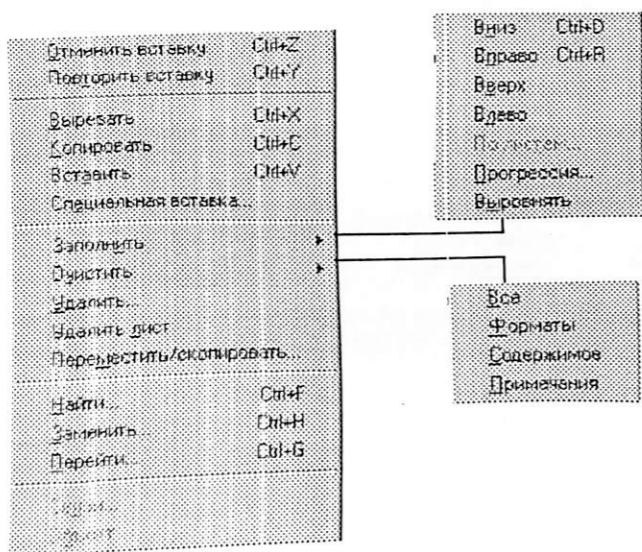 Отменить вставку Ctrl+Z
Повторить вставку Ctrl+Y
Вырезать Ctrl+X
Копировать Ctrl+C
Вставить Ctrl+V
Специальная вставка...
Заполнить
Очистить
Удалить...
Удалить лист
Переместить/скопировать...
Найти... Ctrl+F
Заменить... Ctrl+H
Перейти... Ctrl+G
Вниз Ctrl+D
Вправо Ctrl+R
Вверх
Влево
По листам...
Прогрессия...
Выровнять
Все
Форматы
Содержимое
Примечания